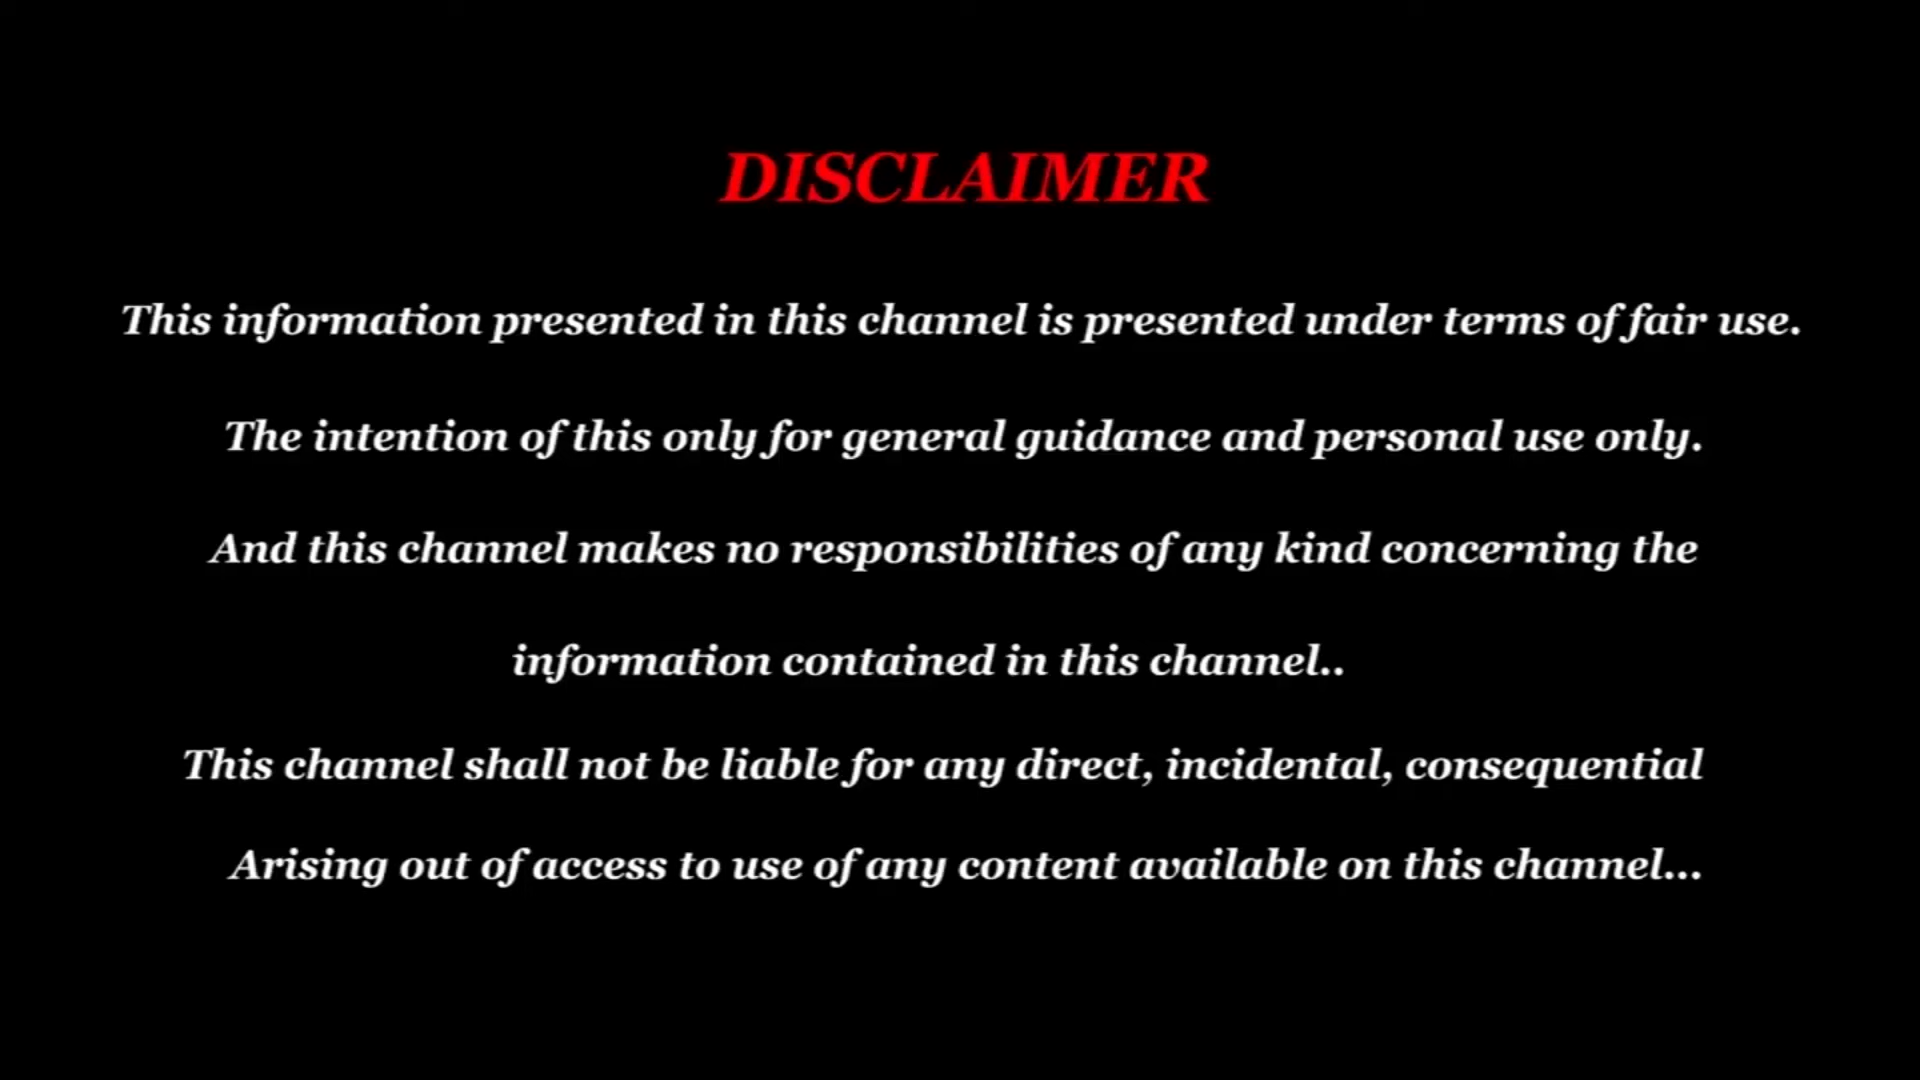 DISCLAIMER
This information presented in this channel is presented under terms of fair use.
The intention of this only for general guidance and personal use only.
And this channel makes no responsibilities of any kind concerning the
information contained in this channel..
This channel shall not be liable for any direct, incidental, consequential
Arising out of access to use of any content available on this channel...